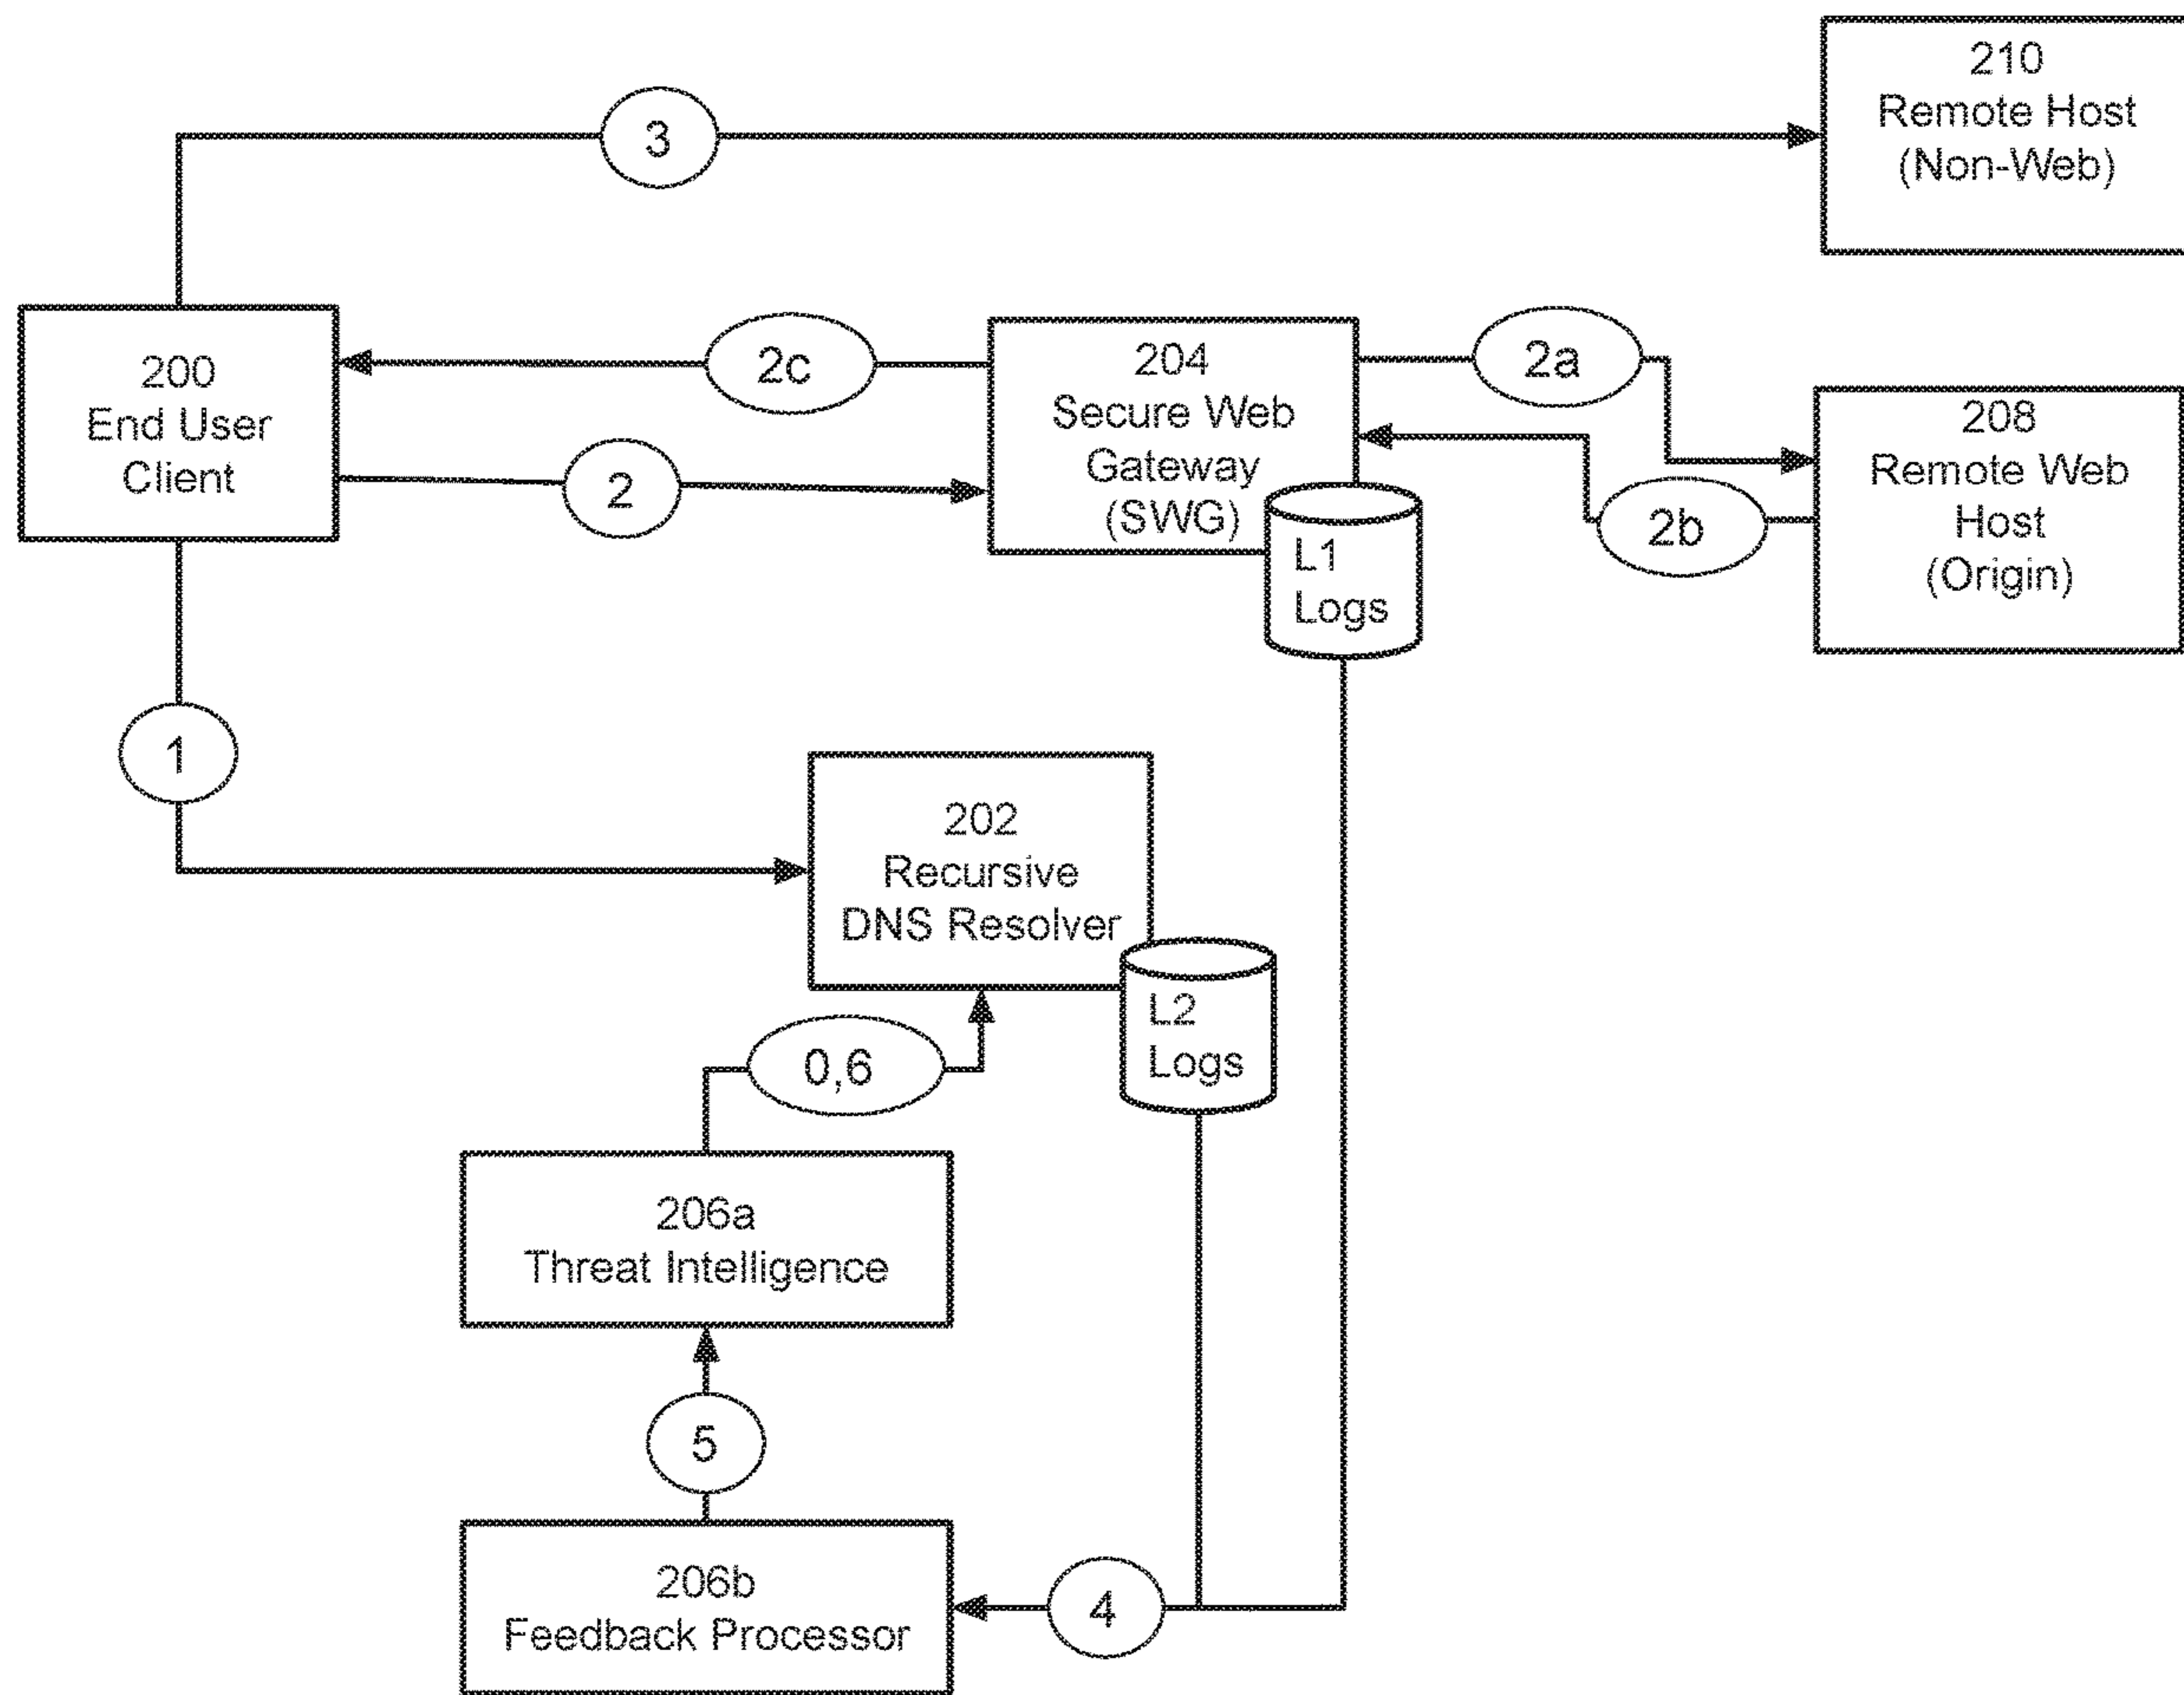 210
Remote Host
(Non-Web)
3
200
End User
Client
2c
2
204
Secure Web
Gateway
(SWG)
L1
Logs
2a
2b
208
Remote Web
Host
(Origin)
1
202
Recursive
DNS Resolver
L2
Logs
0,6
206a
Threat Intelligence
5
206b
Feedback Processor
4